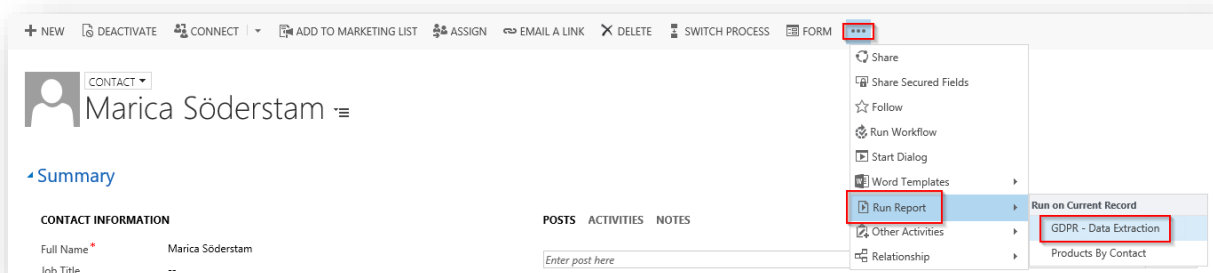 NEW DEACTIVATE CONNECT ADD TO MARKETING LIST ASSIGN EMAIL A LINK DELETE SWITCH PROCESS FORM ...
Share
Share Secured Fields
Follow
Run Workflow
Start Dialog
Word Templates
Run Report
Other Activities
Relationship
Run on Current Record
GDPR - Data Extraction
Products By Contact
CONTACT
Marica Söderstam
Summary
CONTACT INFORMATION
Full Name* Marica Söderstam
Job Title --
POSTS ACTIVITIES NOTES
Enter post here